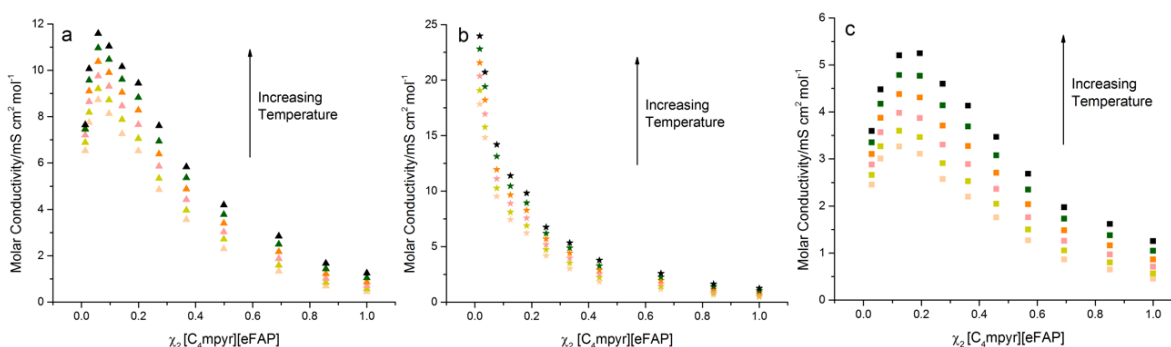 a
Molar Conductivity/mS cm² mol⁻¹
12
10
8
6
4
2
0
Increasing
Temperature
0.0 0.2 0.4 0.6 0.8 1.0
χ₂ [C₄mpyr][eFAP]
b
Molar Conductivity/mS cm² mol⁻¹
25
20
15
10
5
0
Increasing
Temperature
0.0 0.2 0.4 0.6 0.8 1.0
χ₂ [C₄mpyr][eFAP]
c
Molar Conductivity/mS cm² mol⁻¹
6
5
4
3
2
1
0
Increasing
Temperature
0.0 0.2 0.4 0.6 0.8 1.0
χ₂ [C₄mpyr][eFAP]